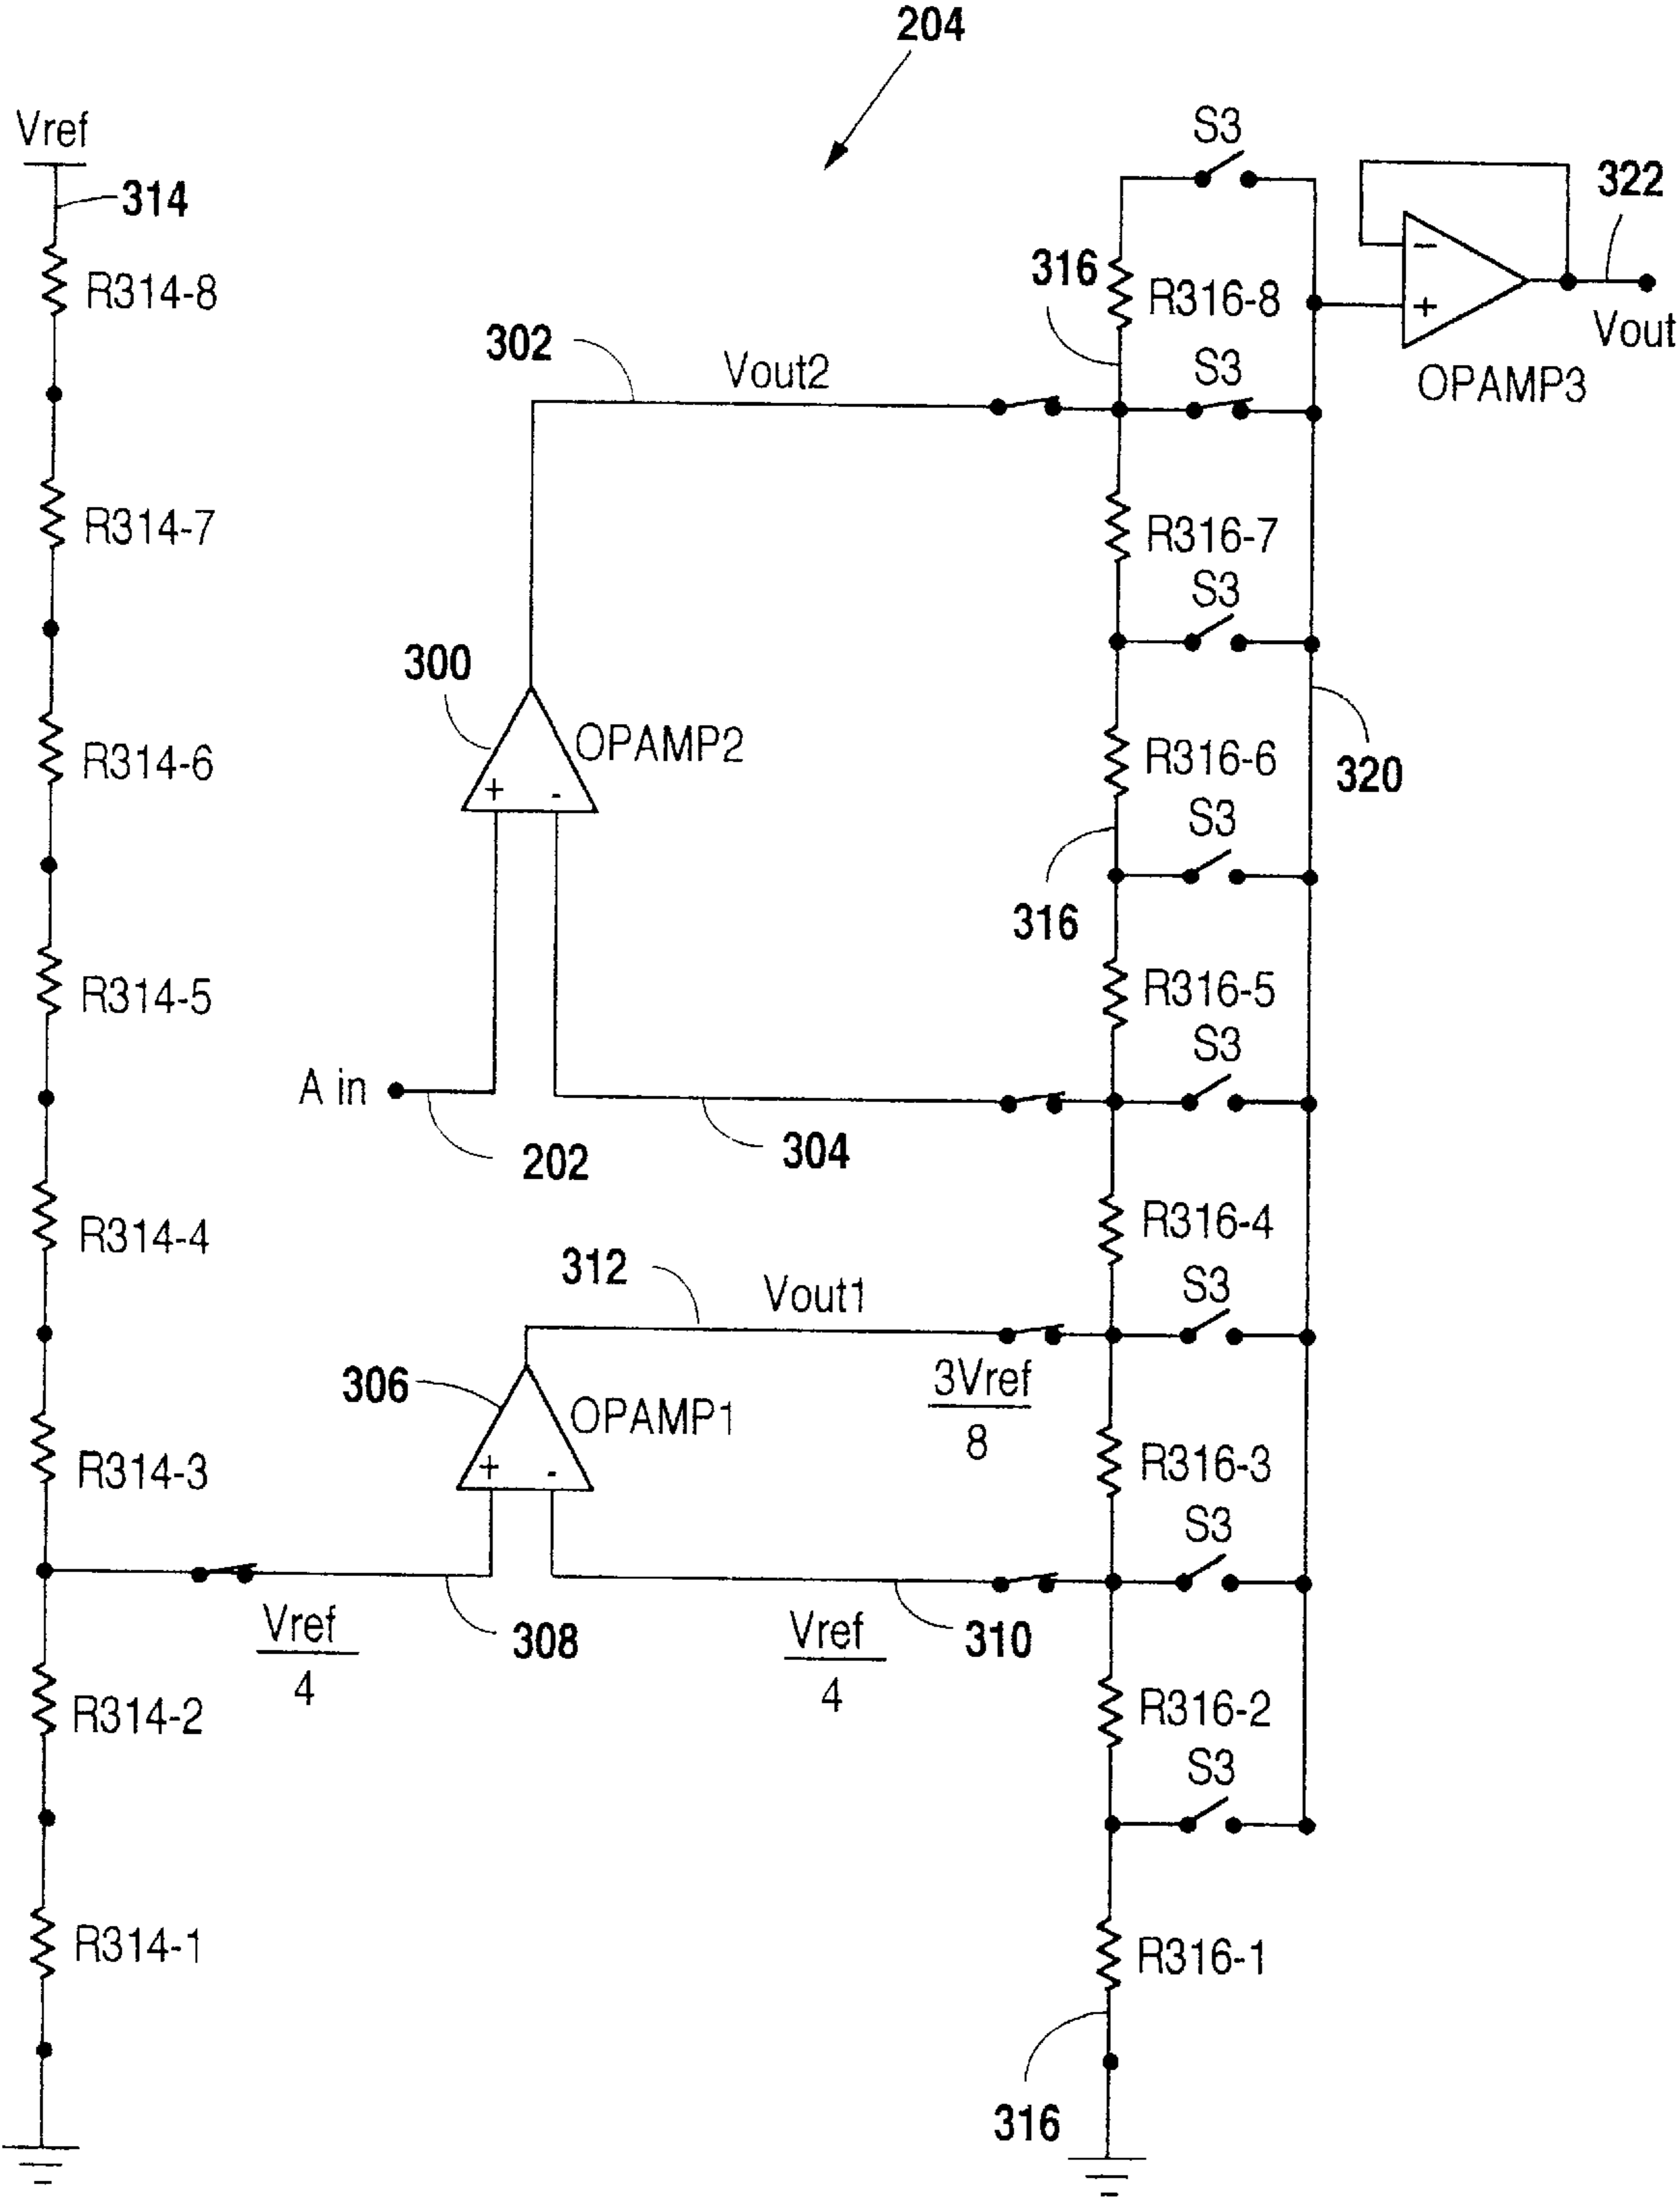 204
Vref
314
R314-8
R314-7
R314-6
R314-5
R314-4
R314-3
R314-2
R314-1
302
Vout2
300
OPAMP2
+ -
A in
202
304
312
Vout1
306
OPAMP1
+ -
3Vref
8
Vref
4
308
Vref
4
310
S3
316
R316-8
S3
R316-7
S3
R316-6
S3
316
R316-5
S3
R316-4
S3
R316-3
S3
R316-2
S3
R316-1
316
320
322
−
+
Vout
OPAMP3